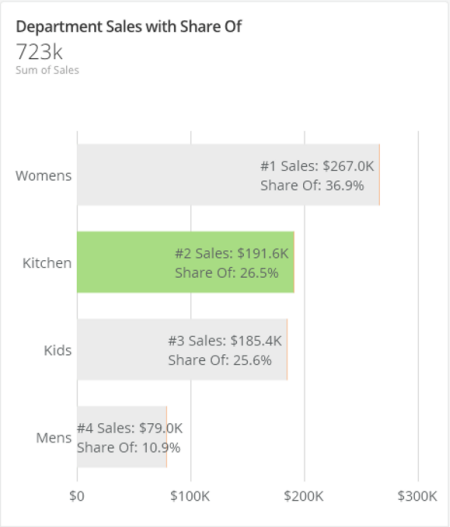 Department Sales with Share Of
723k
Sum of Sales
Womens
#1 Sales: $267.0K
Share Of: 36.9%
Kitchen
#2 Sales: $191.6K
Share Of: 26.5%
Kids
#3 Sales: $185.4K
Share Of: 25.6%
Mens
#4 Sales: $79.0K
Share Of: 10.9%
$0 $100K $200K $300K